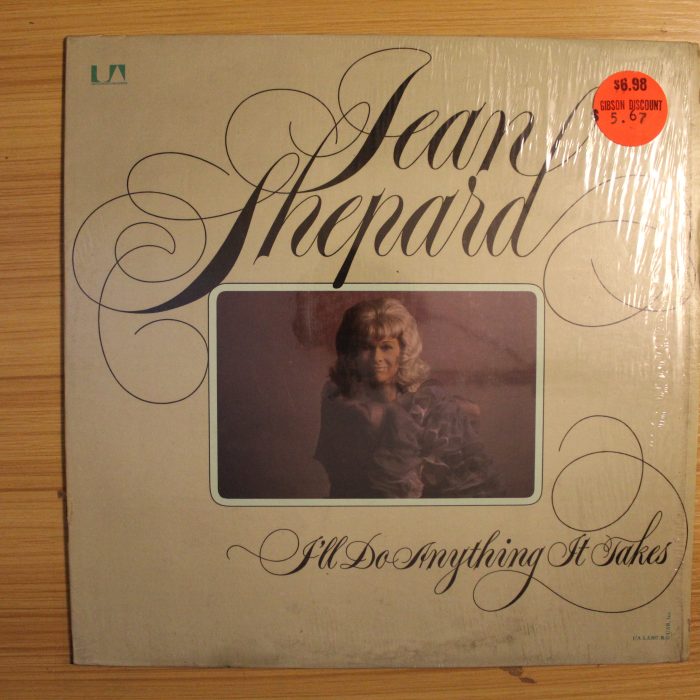 UA
$6.98
GIBSON DISCOUNT
$ 5.67
Jean
Shepard
I'll Do Anything It Takes